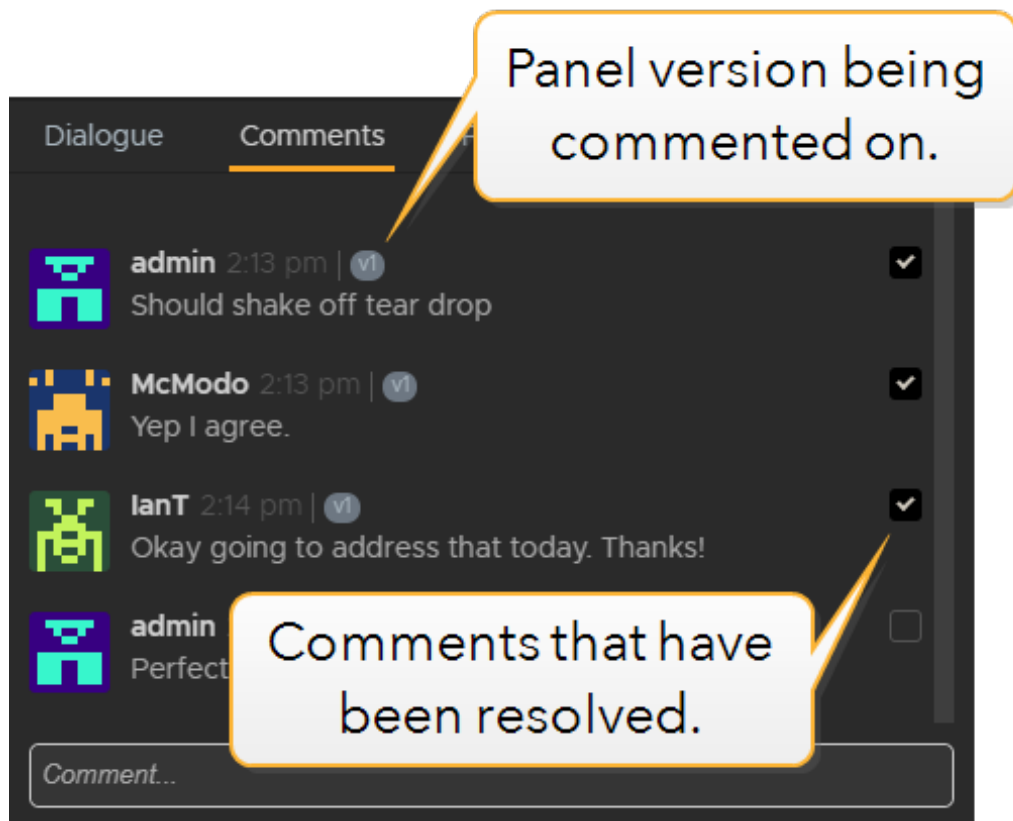 Panel version being
commented on.
Dialogue Comments
admin 2:13 pm | v1
Should shake off tear drop
McModo 2:13 pm | v1
Yep I agree.
IanT 2:14 pm | v1
Okay going to address that today. Thanks!
admin
Perfect
Comments that have
been resolved.
Comment...